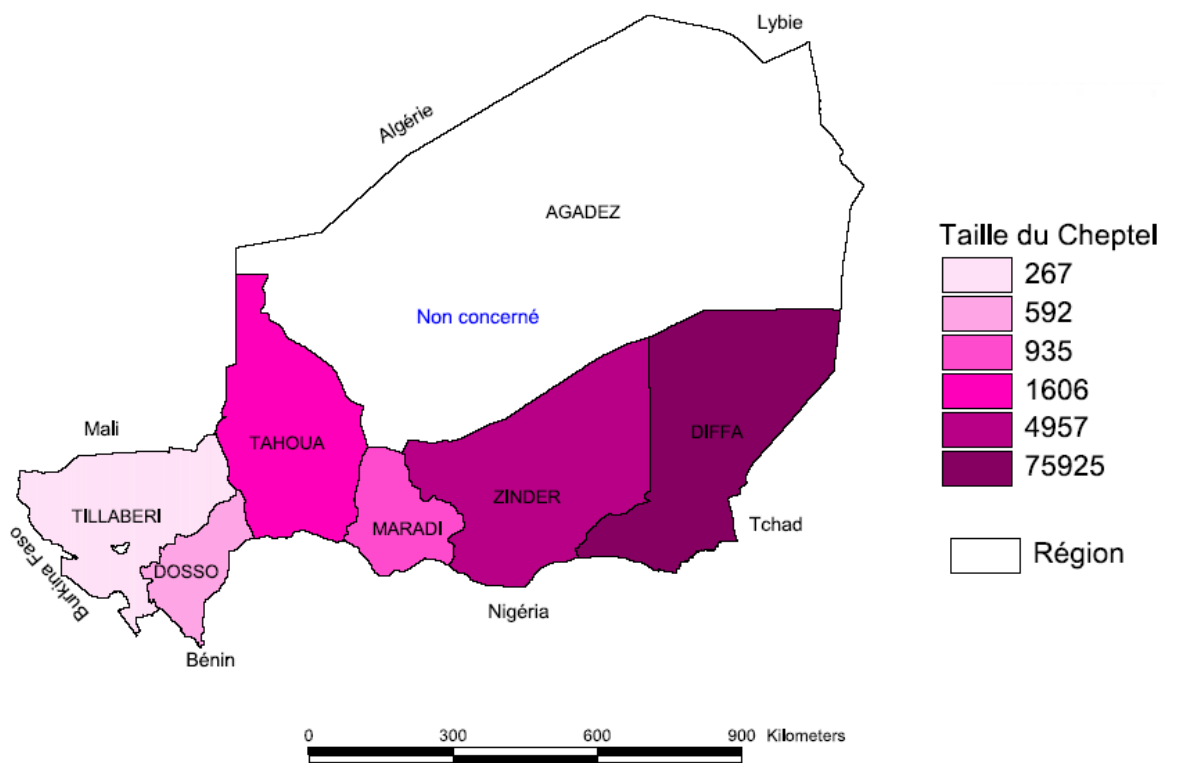 Lybie
Algérie
AGADEZ
Non concerné
Mali
TAHOUA
DIFFA
TILLABERI
ZINDER
MARADI
DOSSO
Tchad
Burkina Faso
Nigéria
Bénin
Taille du Cheptel
267
592
935
1606
4957
75925
Région
0 300 600 900 Kilometers